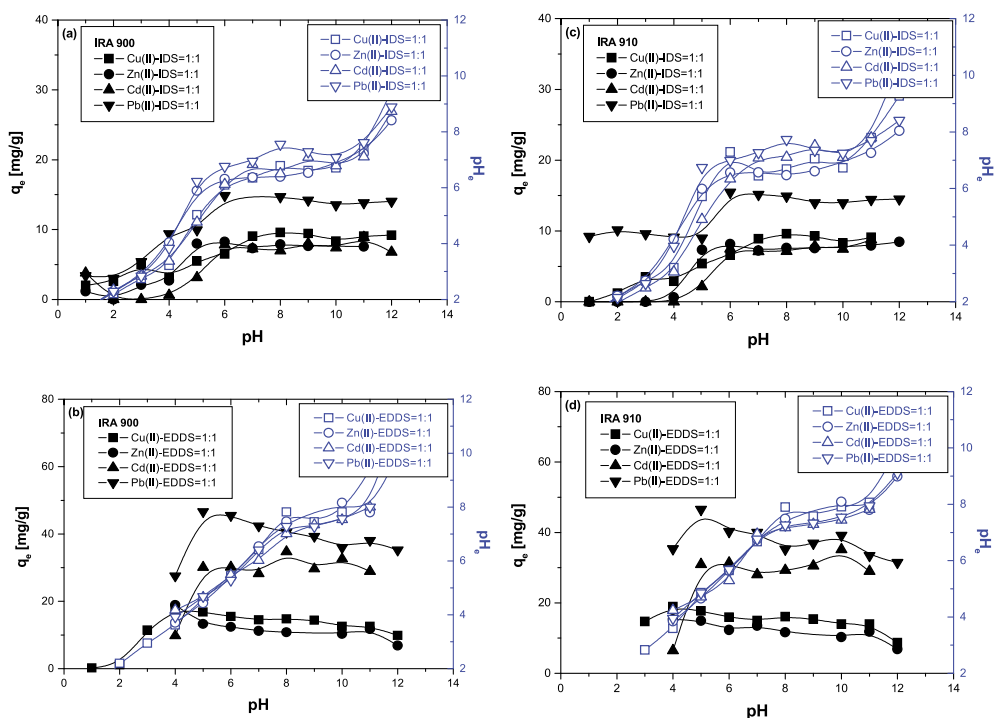 (a)
IRA 900
Cu(II)-IDS=1:1
Zn(II)-IDS=1:1
Cd(II)-IDS=1:1
Pb(II)-IDS=1:1
Cu(II)-IDS=1:1
Zn(II)-IDS=1:1
Cd(II)-IDS=1:1
Pb(II)-IDS=1:1
40
30
20
10
0
qe [mg/g]
0 2 4 6 8 10 12 14
pH
12
10
8
6
4
2
pHe
(c)
IRA 910
Cu(II)-IDS=1:1
Zn(II)-IDS=1:1
Cd(II)-IDS=1:1
Pb(II)-IDS=1:1
Cu(II)-IDS=1:1
Zn(II)-IDS=1:1
Cd(II)-IDS=1:1
Pb(II)-IDS=1:1
40
30
20
10
0
qe [mg/g]
0 2 4 6 8 10 12 14
pH
12
10
8
6
4
2
pHe
(b)
IRA 900
Cu(II)-EDDS=1:1
Zn(II)-EDDS=1:1
Cd(II)-EDDS=1:1
Pb(II)-EDDS=1:1
Cu(II)-EDDS=1:1
Zn(II)-EDDS=1:1
Cd(II)-EDDS=1:1
Pb(II)-EDDS=1:1
80
60
40
20
0
qe [mg/g]
0 2 4 6 8 10 12 14
pH
12
10
8
6
4
2
pHe
(d)
IRA 910
Cu(II)-EDDS=1:1
Zn(II)-EDDS=1:1
Cd(II)-EDDS=1:1
Pb(II)-EDDS=1:1
Cu(II)-EDDS=1:1
Zn(II)-EDDS=1:1
Cd(II)-EDDS=1:1
Pb(II)-EDDS=1:1
80
60
40
20
0
qe [mg/g]
0 2 4 6 8 10 12 14
pH
12
10
8
6
4
2
pHe